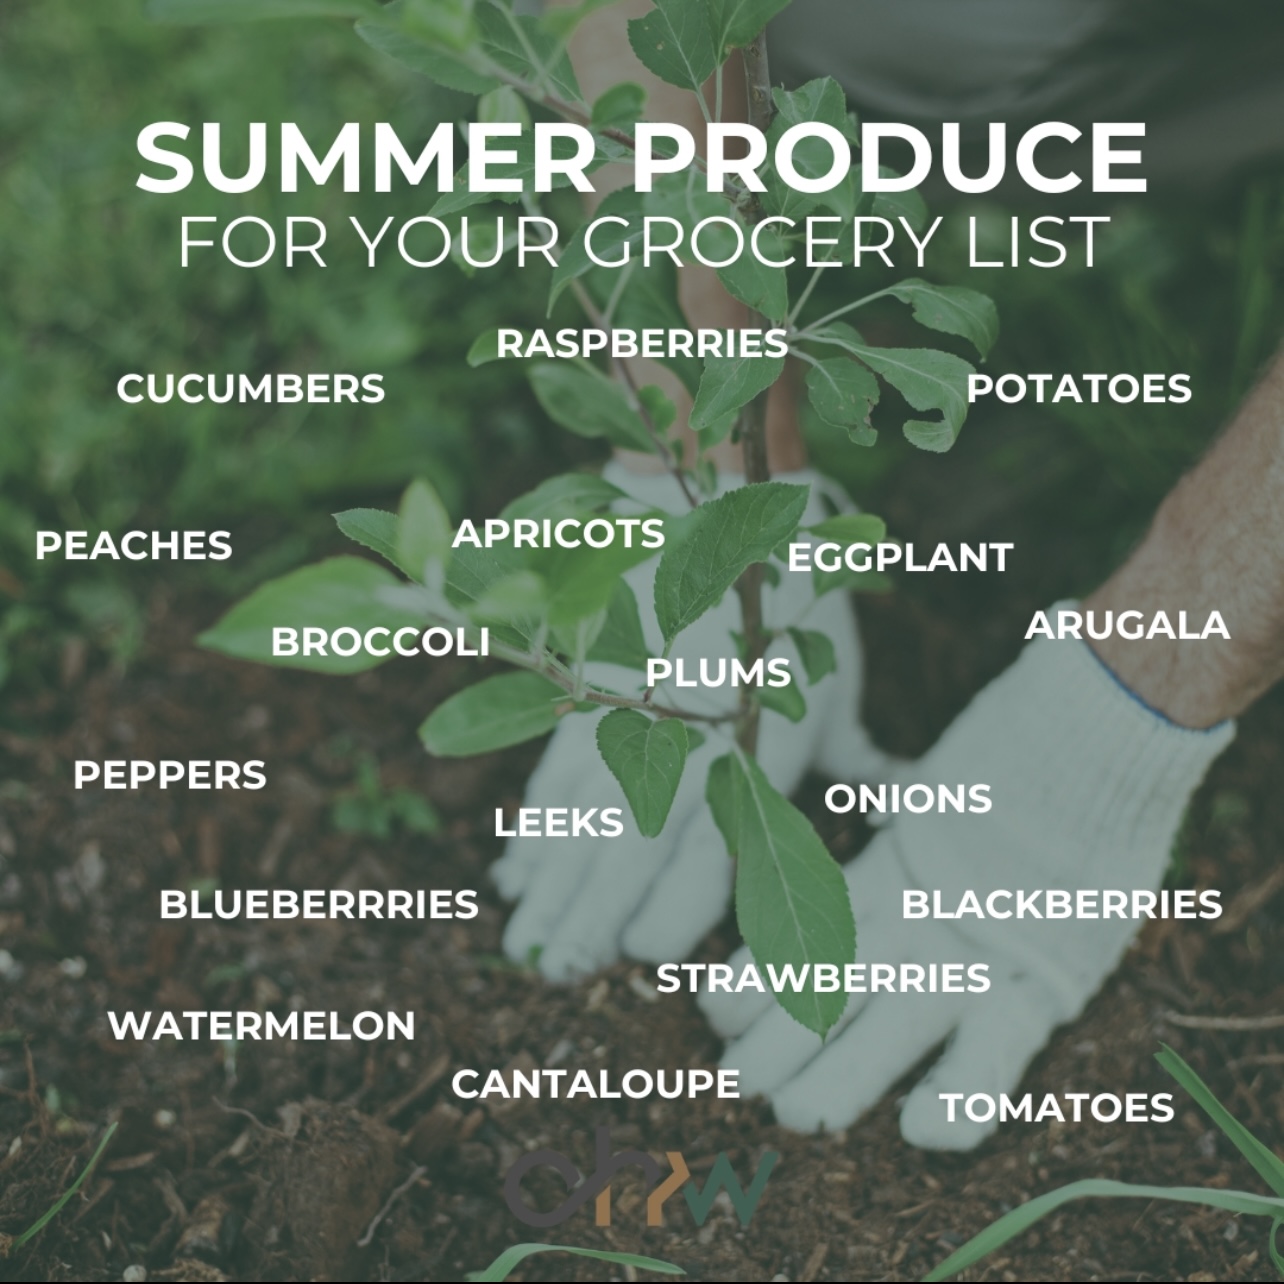 SUMMER PRODUCE
FOR YOUR GROCERY LIST
RASPBERRIES
CUCUMBERS
POTATOES
APRICOTS
PEACHES
EGGPLANT
ARUGALA
BROCCOLI
PLUMS
PEPPERS
ONIONS
LEEKS
BLUEBERRRIES
BLACKBERRIES
STRAWBERRIES
WATERMELON
CANTALOUPE
TOMATOES